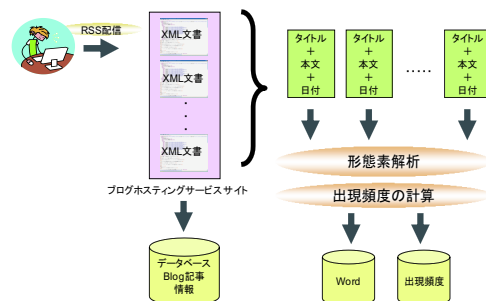 RSS配信
XML文書
XML文書
・
・
・
XML文書
ブログホスティングサービスサイト
データベース
Blog記事
情報
タイトル
＋
本文
＋
日付
タイトル
＋
本文
＋
日付
.....
タイトル
＋
本文
＋
日付
形態素解析
出現頻度の計算
Word
出現頻度